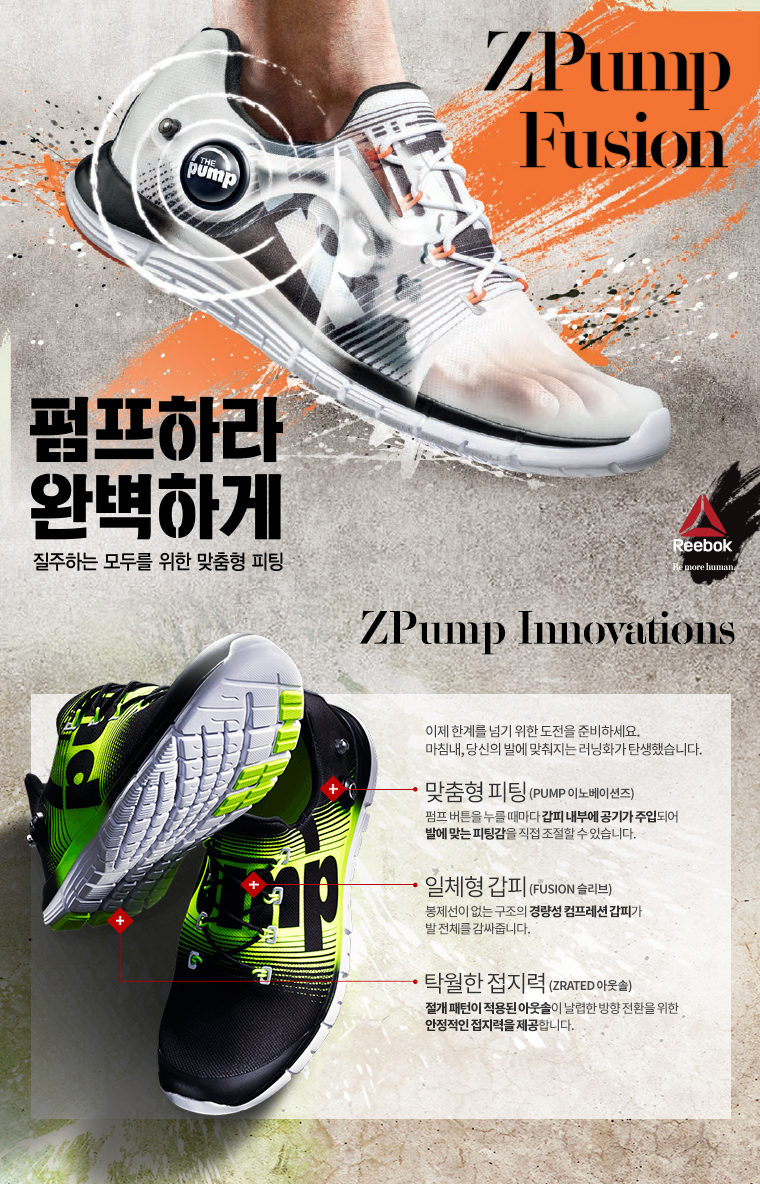 ZPump
Fusion
THE
pump
펌프하라
완벽하게
질주하는 모두를 위한 맞춤형 피팅
Reebok
Be more human.
ZPump Innovations
이제 한계를 넘기 위한 도전을 준비하세요.
마침내, 당신의 발에 맞춰지는 러닝화가 탄생했습니다.
맞춤형 피팅 (PUMP 이노베이션즈)
펌프 버튼을 누를 때마다 갑피 내부에 공기가 주입되어
발에 맞는 피팅감을 직접 조절할 수 있습니다.
일체형 갑피 (FUSION 슬리브)
봉제선이 없는 구조의 경량성 컴프레션 갑피가
발 전체를 감싸줍니다.
탁월한 접지력 (ZRATED 아웃솔)
절개 패턴이 적용된 아웃솔이 날렵한 방향 전환을 위한
안정적인 접지력을 제공합니다.